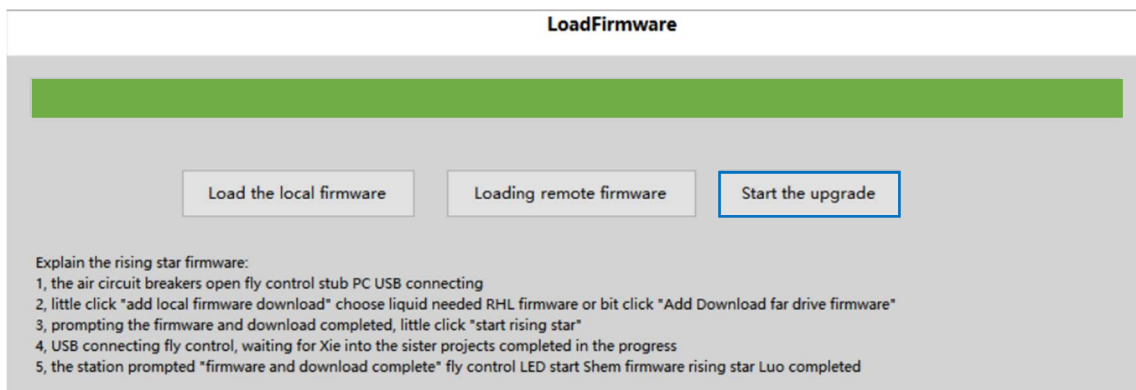 LoadFirmware
Load the local firmware
Loading remote firmware
Start the upgrade
Explain the rising star firmware:
1, the air circuit breakers open fly control stub PC USB connecting
2, little click "add local firmware download" choose liquid needed RHL firmware or bit click "Add Download far drive firmware"
3, prompting the firmware and download completed, little click "start rising star"
4, USB connecting fly control, waiting for Xie into the sister projects completed in the progress
5, the station prompted "firmware and download complete" fly control LED start Shem firmware rising star Luo completed